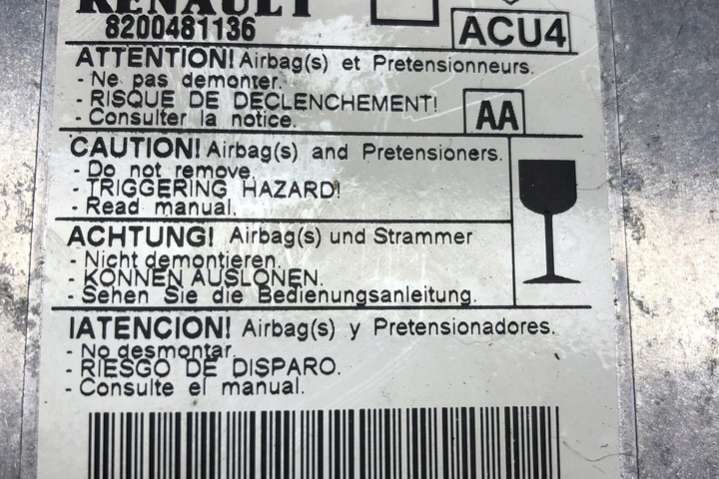 RENAULT
8200481136
ACU4
ATTENTION! Airbag(s) et Pretensionneurs.
- Ne pas demonter.
- RISQUE DE DECLENCHEMENT!
- Consulter la notice.
AA
CAUTION! Airbag(s) and Pretensioners.
- Do not remove.
- TRIGGERING HAZARD!
- Read manual.
ACHTUNG! Airbag(s) und Strammer
- Nicht demontieren.
- KONNEN AUSLONEN.
- Sehen Sie die Bedienungsanleitung.
IATENCION! Airbag(s) y Pretensionadores.
- No desmontar.
- RIESGO DE DISPARO.
- Consulte el manual.